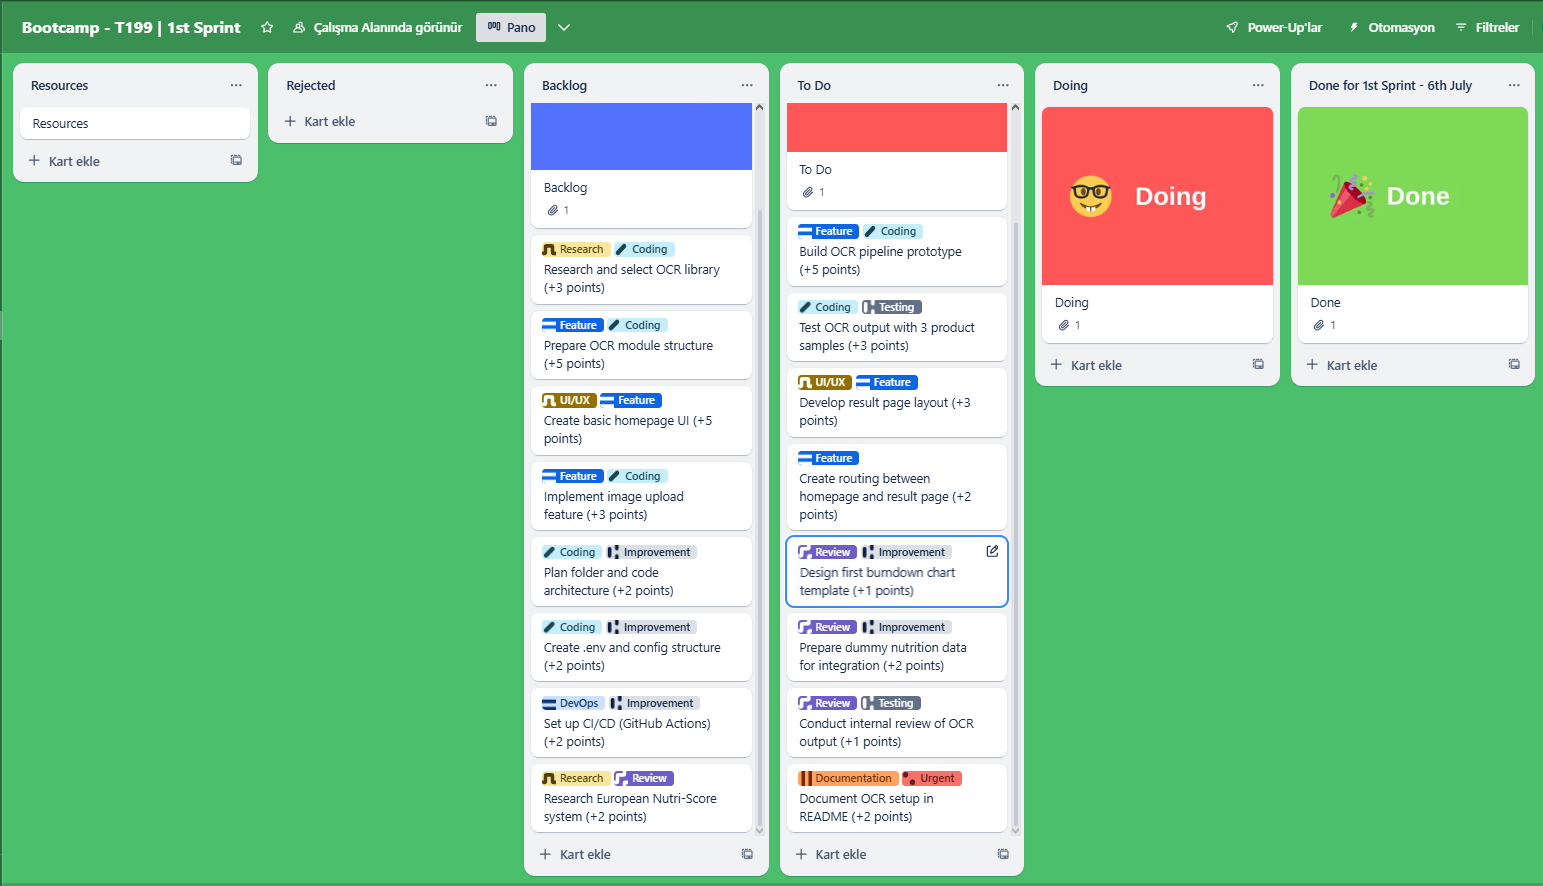 Bootcamp - T199 | 1st Sprint
Çalışma Alanında görünür
Pano
Power-Up'lar
Otomasyon
Filtreler
Resources
Resources
Kart ekle
Rejected
Kart ekle
Backlog
Backlog
1
Research Coding
Research and select OCR library
(+3 points)
Feature Coding
Prepare OCR module structure
(+5 points)
UI/UX Feature
Create basic homepage UI (+5
points)
Feature Coding
Implement image upload
feature (+3 points)
Coding Improvement
Plan folder and code
architecture (+2 points)
Coding Improvement
Create .env and config structure
(+2 points)
DevOps Improvement
Set up CI/CD (GitHub Actions)
(+2 points)
Research Review
Research European Nutri-Score
system (+2 points)
Kart ekle
To Do
To Do
1
Feature Coding
Build OCR pipeline prototype
(+5 points)
Coding Testing
Test OCR output with 3 product
samples (+3 points)
UI/UX Feature
Develop result page layout (+3
points)
Feature
Create routing between
homepage and result page (+2
points)
Review Improvement
Design first burndown chart
template (+1 points)
Review Improvement
Prepare dummy nutrition data
for integration (+2 points)
Review Testing
Conduct internal review of OCR
output (+1 points)
Documentation Urgent
Document OCR setup in
README (+2 points)
Kart ekle
Doing
Doing
Doing
1
Kart ekle
Done for 1st Sprint - 6th July
Done
Done
1
Kart ekle